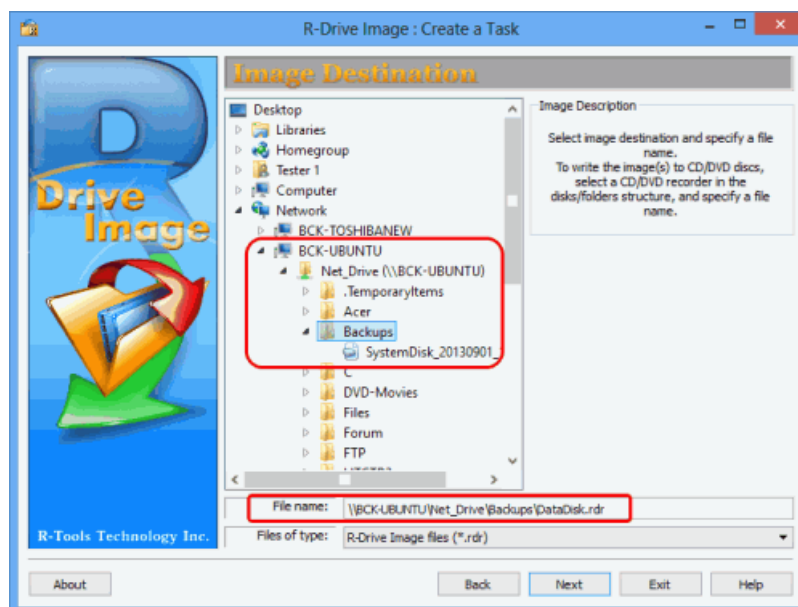 R-Drive Image : Create a Task
R
Drive
Image
R-Tools Technology Inc.
Image Destination
Desktop
Libraries
Homegroup
Tester 1
Computer
Network
BCK-TOSHIBANEW
BCK-UBUNTU
Net_Drive (\\BCK-UBUNTU)
.TemporaryItems
Acer
Backups
SystemDisk_20130901_
C
DVD-Movies
Files
Forum
FTP
Image Description
Select image destination and specify a file
name.
To write the image(s) to CD/DVD discs,
select a CD/DVD recorder in the
disks/folders structure, and specify a file
name.
File name: \\BCK-UBUNTU\Net_Drive\Backups\DataDisk.rdr
Files of type: R-Drive Image files (*.rdr)
About Back Next Exit Help